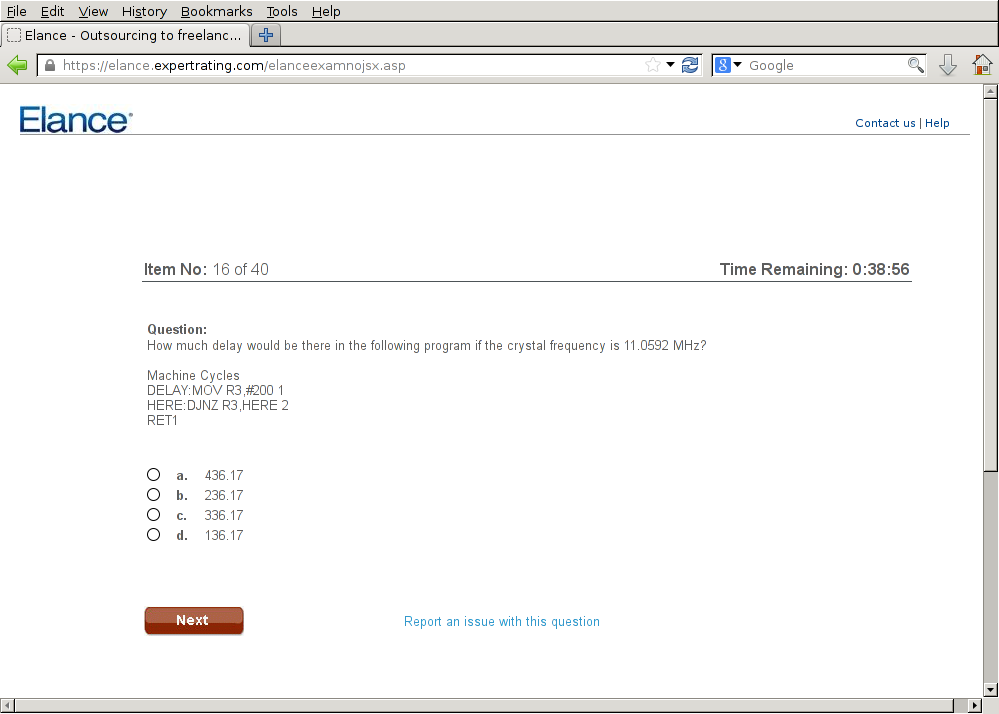 File Edit View History Bookmarks Tools Help
Elance - Outsourcing to freelanc...
https://elance.expertrating.com/elanceexamnojsx.asp
8 Google
Elance
Contact us | Help
Item No: 16 of 40
Time Remaining: 0:38:56
Question:
How much delay would be there in the following program if the crystal frequency is 11.0592 MHz?
Machine Cycles
DELAY:MOV R3,#200 1
HERE:DJNZ R3,HERE 2
RET1
a. 436.17
b. 236.17
c. 336.17
d. 136.17
Next
Report an issue with this question